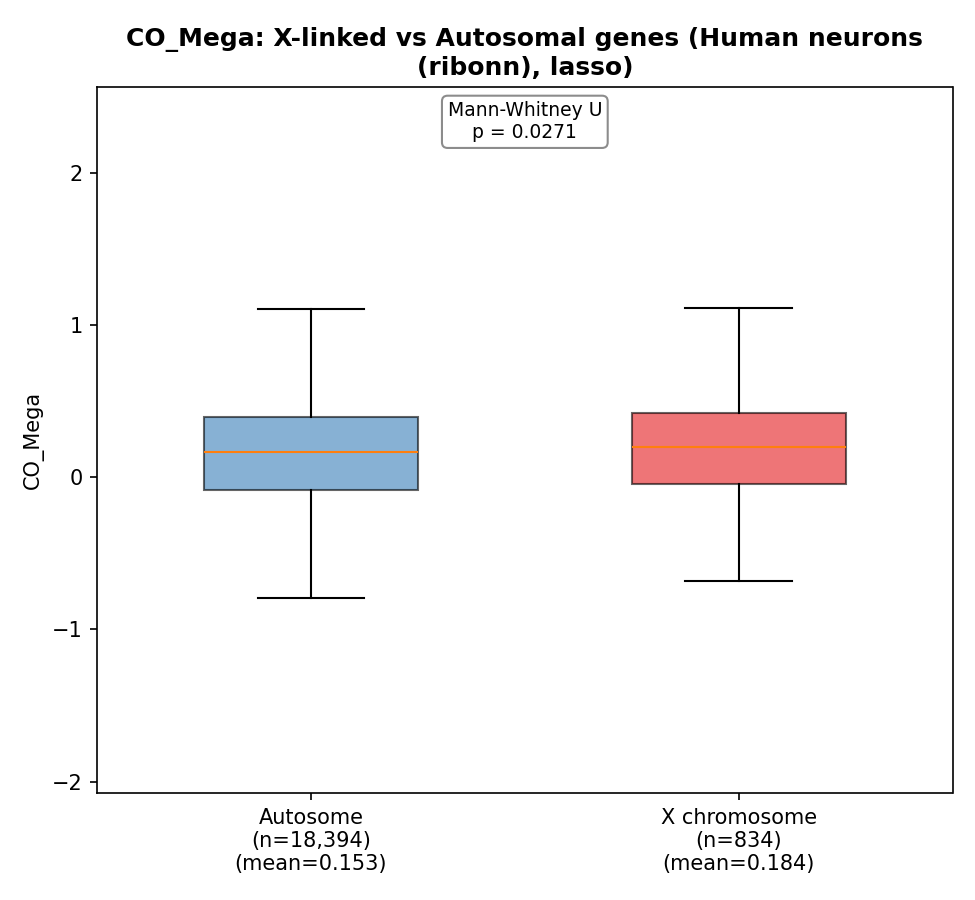 CO_Mega: X-linked vs Autosomal genes (Human neurons
(ribonn), lasso)
Mann-Whitney U
p = 0.0271
2
1
0
−1
−2
CO_Mega
Autosome
(n=18,394)
(mean=0.153)
X chromosome
(n=834)
(mean=0.184)